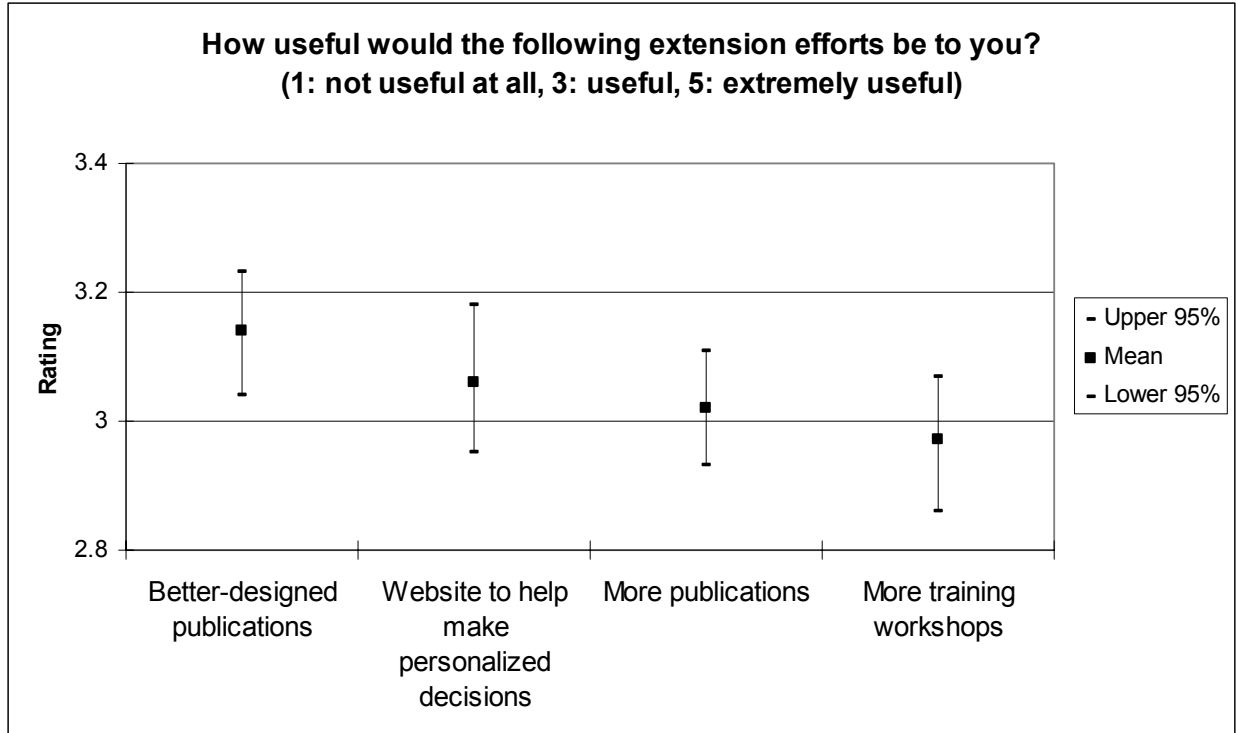 How useful would the following extension efforts be to you?
(1: not useful at all, 3: useful, 5: extremely useful)
3.4
3.2
3
2.8
Rating
Better-designed
publications
Website to help
make
personalized
decisions
More publications
More training
workshops
Upper 95%
Mean
Lower 95%